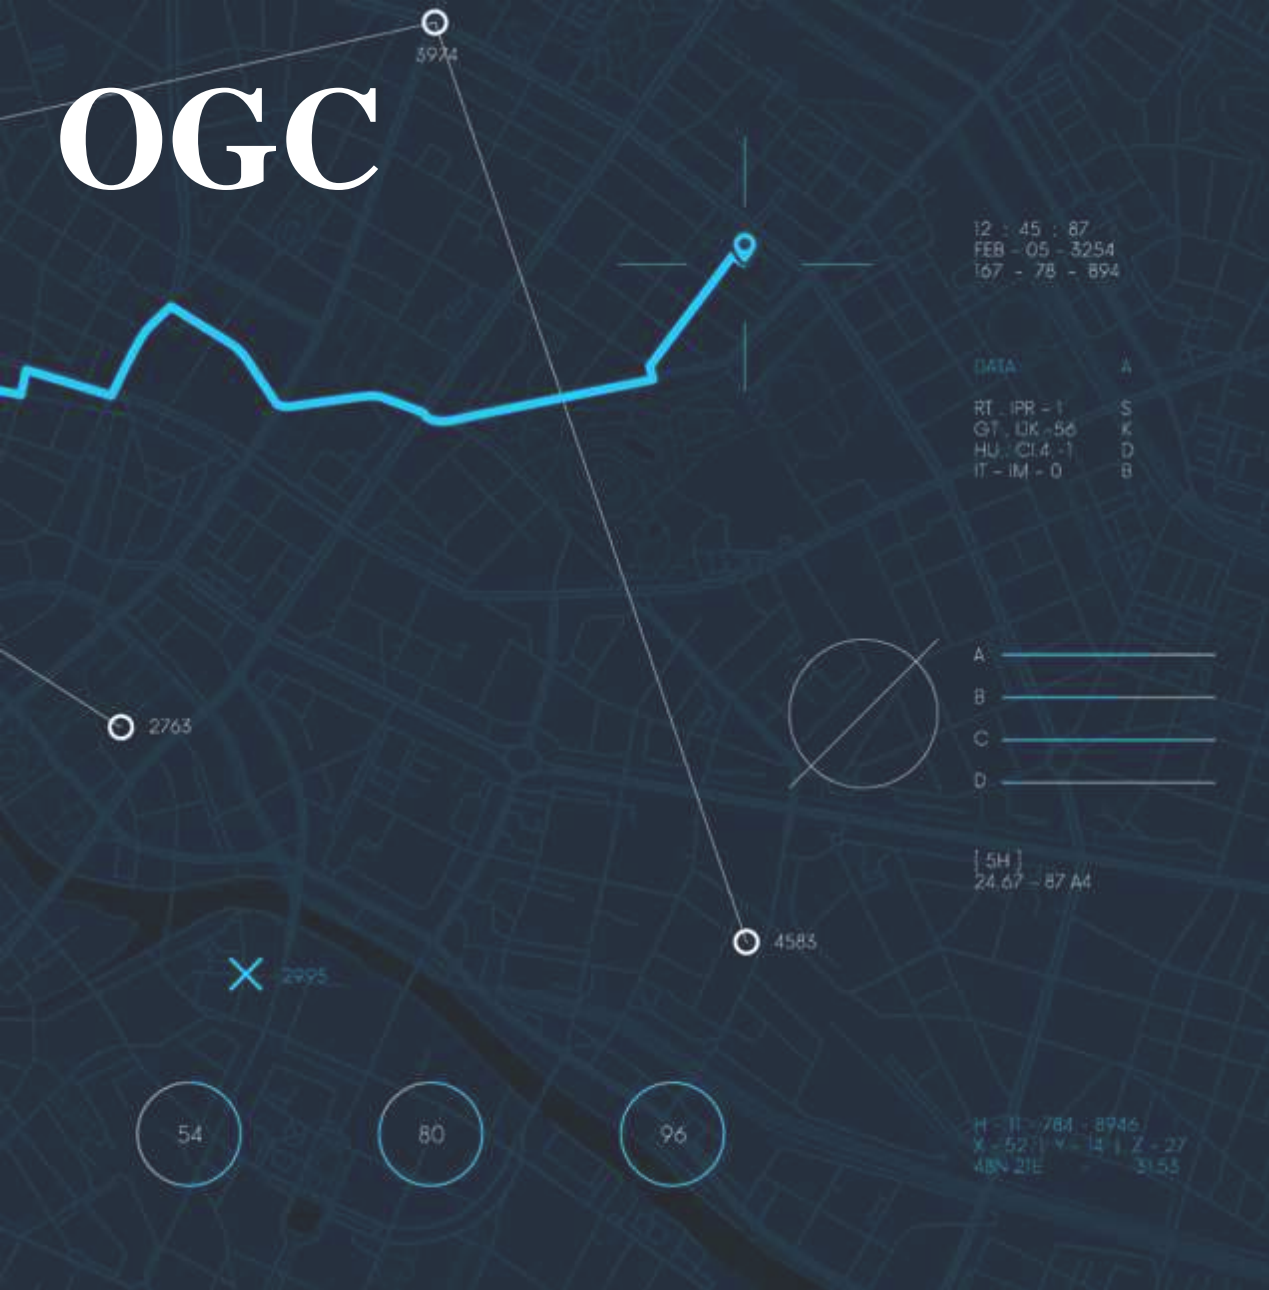 3974
OGC
12 : 45 : 87
FEB - 05 - 3254
167 - 78 - 894
DATA A
RT . IPR - 1 S
GT . IJK -56 K
HU . CI.4 -1 D
IT - IM - 0 B
A
B
C
D
2763
[ 5H ]
24.67 - 87 A4
4583
2995
54
80
96
H - 11 - 784 - 8946
X - 52 | Y - 14 | Z - 27
48N 21E - 31.53